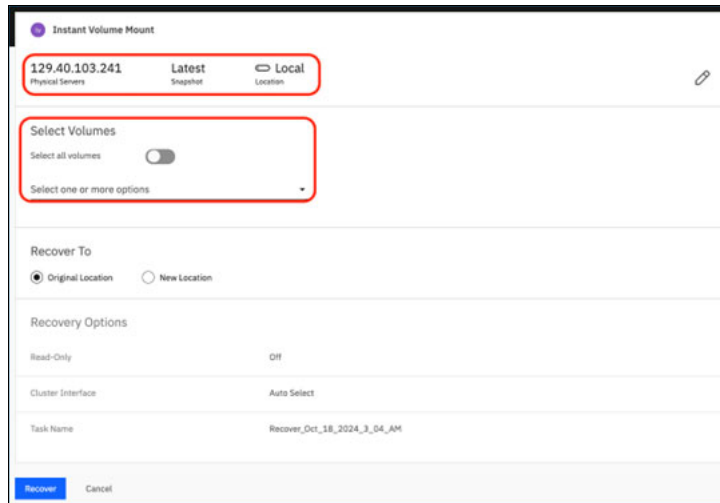 Instant Volume Mount
129.40.103.241 Latest Local
Physical Servers Snapshot Location
Select Volumes
Select all volumes
Select one or more options
Recover To
Original Location New Location
Recovery Options
Read-Only Off
Cluster Interface Auto Select
Task Name Recover_Oct_18_2024_3_04_AM
Recover Cancel